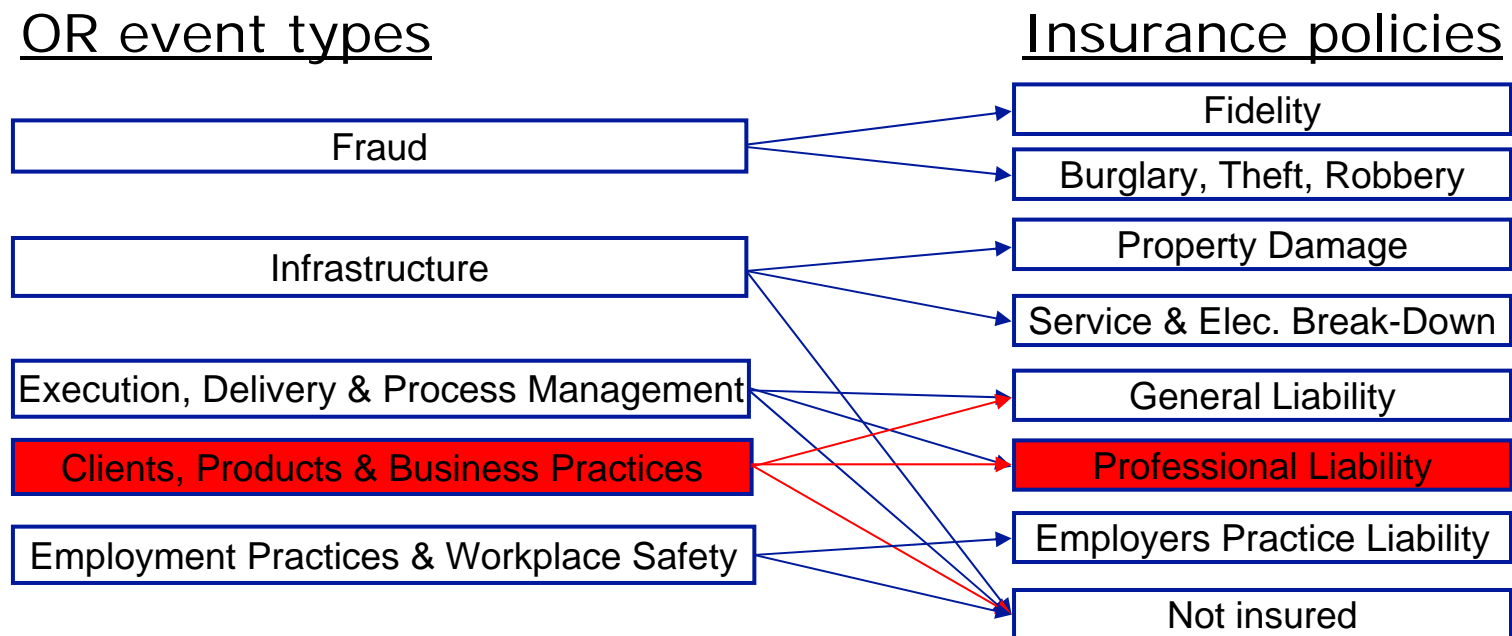 OR event types
Insurance policies
Fraud
Infrastructure
Execution, Delivery & Process Management
Clients, Products & Business Practices
Employment Practices & Workplace Safety
Fidelity
Burglary, Theft, Robbery
Property Damage
Service & Elec. Break-Down
General Liability
Professional Liability
Employers Practice Liability
Not insured